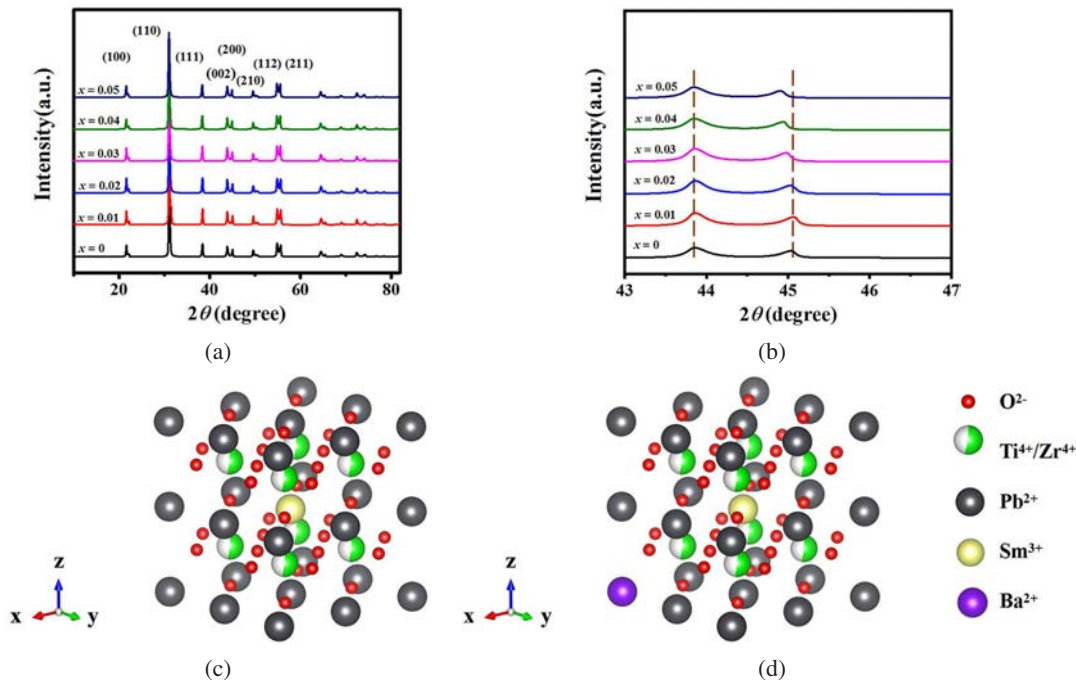 Intensity(a.u.)
(110)
(200)
(100)
(111)
(112) (211)
(002)
(210)
x = 0.05
x = 0.04
x = 0.03
x = 0.02
x = 0.01
x = 0
20
40
60
80
2θ (degree)
(a)
Intensity(a.u.)
x = 0.05
x = 0.04
x = 0.03
x = 0.02
x = 0.01
x = 0
43
44
45
46
47
2θ (degree)
(b)
z
x
y
(c)
z
x
y
(d)
O²⁻
Ti⁴⁺/Zr⁴⁺
Pb²⁺
Sm³⁺
Ba²⁺